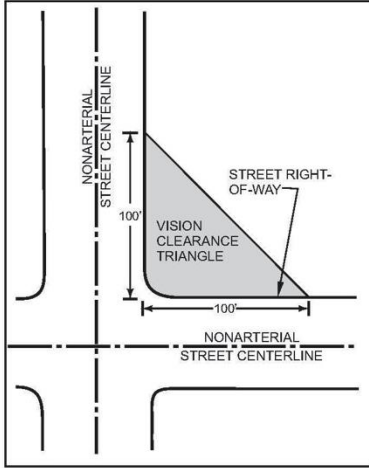 NONARTERIAL
STREET CENTERLINE
STREET RIGHT-
OF-WAY
100'
VISION
CLEARANCE
TRIANGLE
100'
NONARTERIAL
STREET CENTERLINE